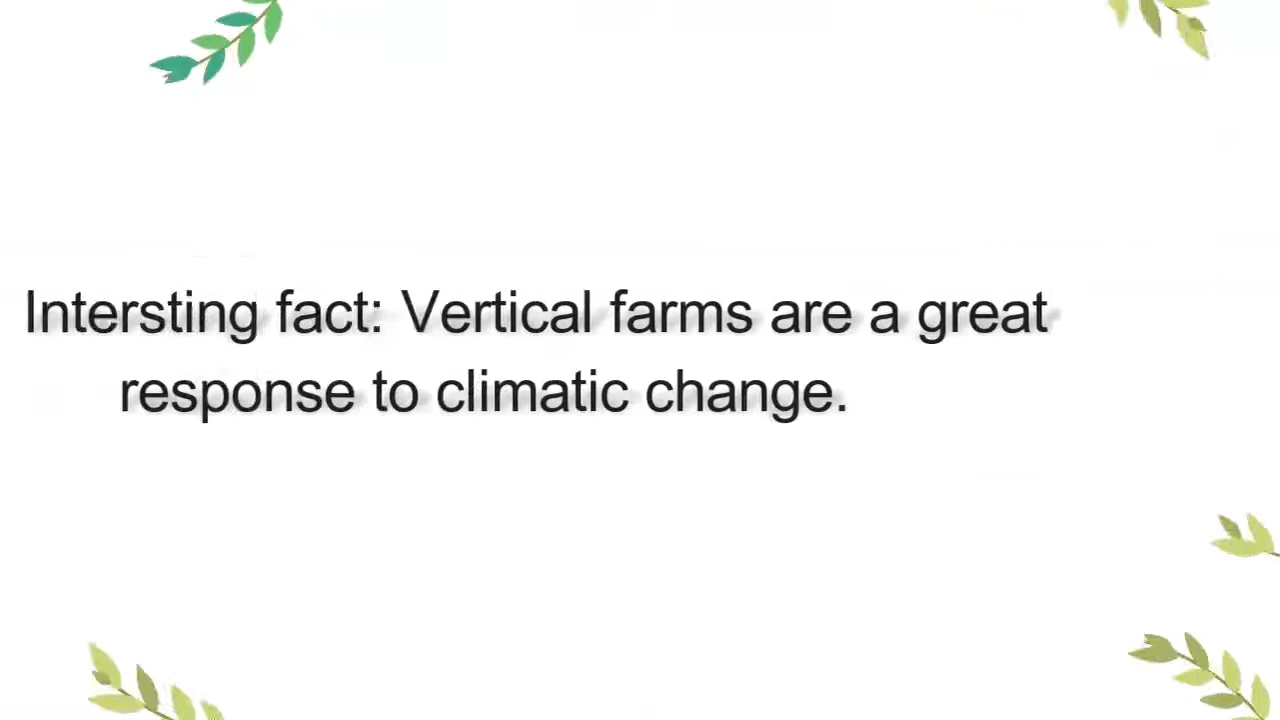 Intersting fact: Vertical farms are a great
response to climatic change.